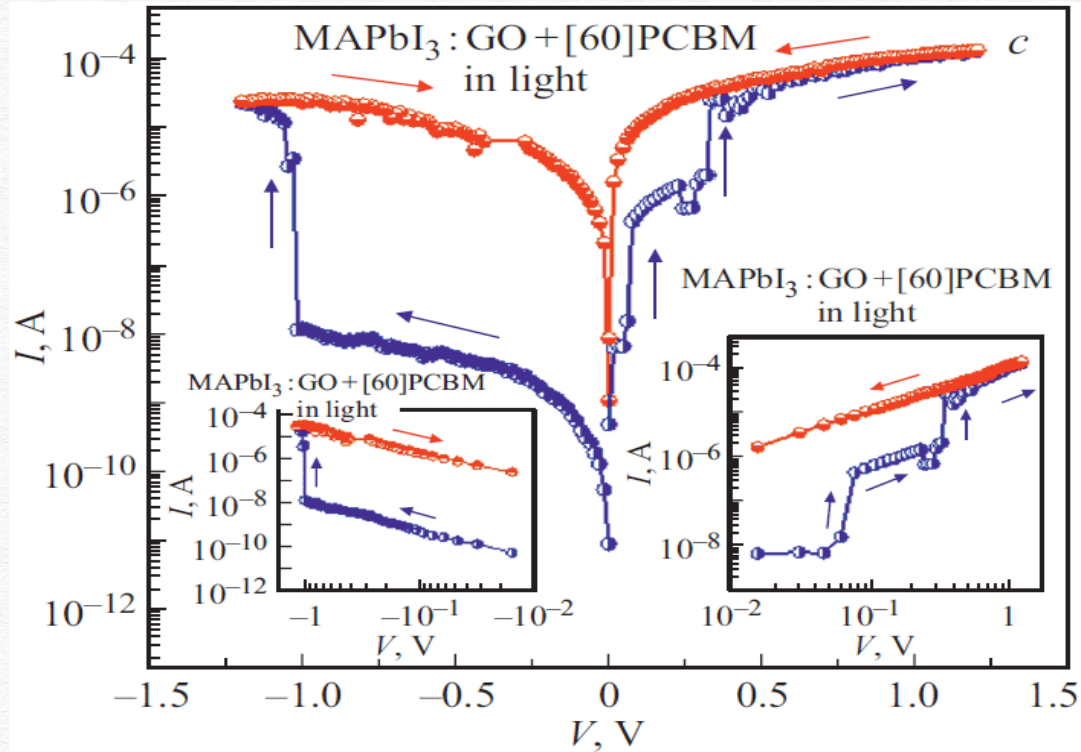 MAPbI₃ : GO + [60]PCBM
in light
c
I, A
10⁻⁴
10⁻⁶
10⁻⁸
10⁻¹⁰
10⁻¹²
–1.5
–1.0
–0.5
0
0.5
1.0
1.5
V, V
MAPbI₃ : GO + [60]PCBM
in light
I, A
10⁻⁴
10⁻⁶
10⁻⁸
10⁻¹⁰
10⁻¹²
–1
–10⁻¹
–10⁻²
V, V
MAPbI₃ : GO + [60]PCBM
in light
I, A
10⁻⁴
10⁻⁶
10⁻⁸
10⁻²
10⁻¹
1
V, V